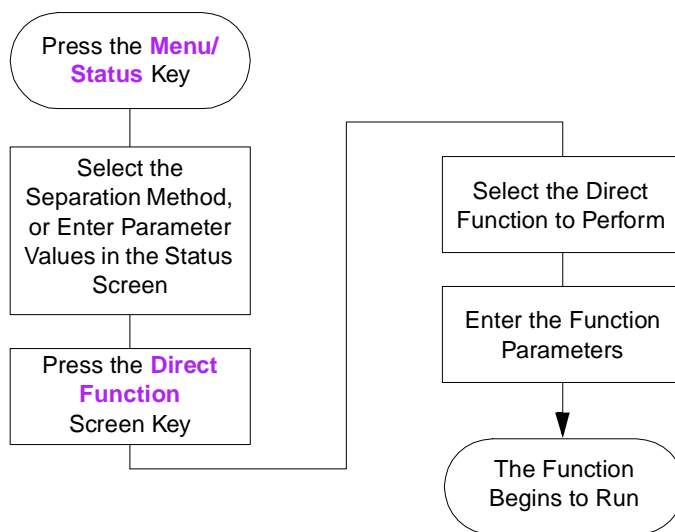 Press the Menu/
Status Key
Select the
Separation Method,
or Enter Parameter
Values in the Status
Screen
Press the Direct
Function
Screen Key
Select the Direct
Function to Perform
Enter the Function
Parameters
The Function
Begins to Run